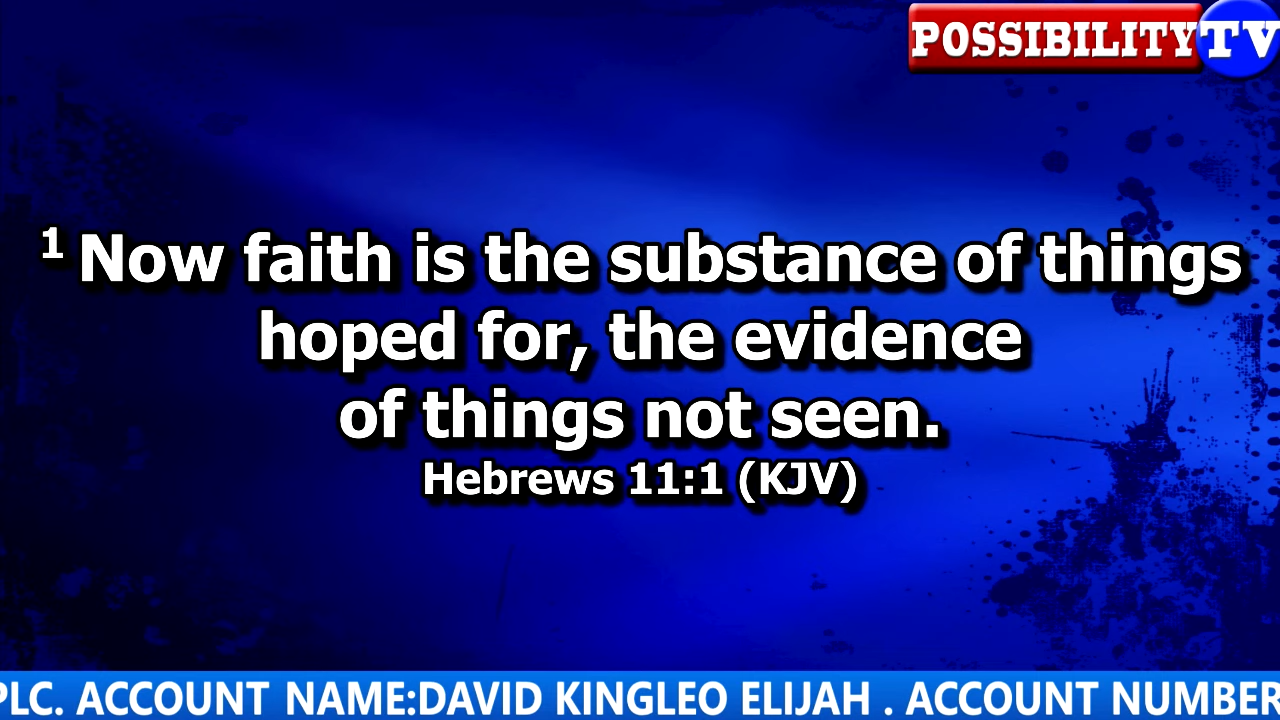 POSSIBILITY TV
1 Now faith is the substance of things
hoped for, the evidence
of things not seen.
Hebrews 11:1 (KJV)
PLC. ACCOUNT NAME:DAVID KINGLEO ELIJAH . ACCOUNT NUMBER